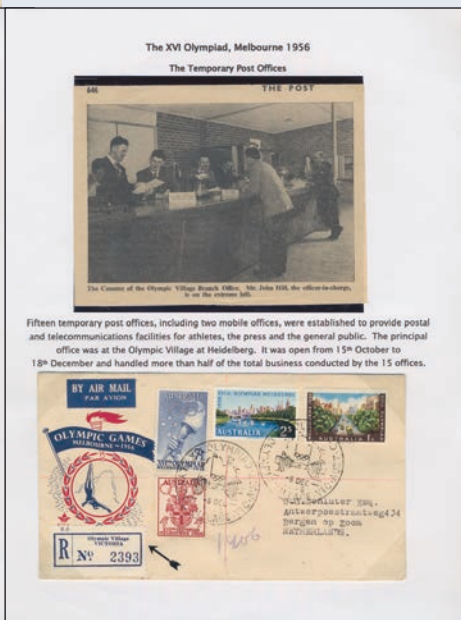 The XVI Olympiad, Melbourne 1956
The Temporary Post Offices
646 THE POST
The Counter of the Olympic Village Branch Office. Mr. John Hill, the officer-in-charge,
is on the extreme left.
Fifteen temporary post offices, including two mobile offices, were established to provide postal
and telecommunications facilities for athletes, the press and the general public. The principal
office was at the Olympic Village at Heidelberg. It was open from 15th October to
18th December and handled more than half of the total business conducted by the 15 offices.
BY AIR MAIL
PAR AVION
OLYMPIC GAMES
MELBOURNE - 1956
AUSTRALIA
2/-
AUSTRALIA
Esq.
Antwerpsestraatweg434
Bergen op Zoom
NETHERLANDS.
Olympic Village
VICTORIA
R No 2393